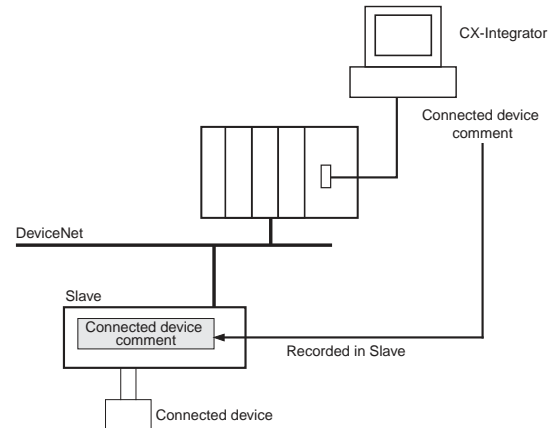 CX-Integrator
Connected device
comment
DeviceNet
Slave
Connected device
comment
Recorded in Slave
Connected device